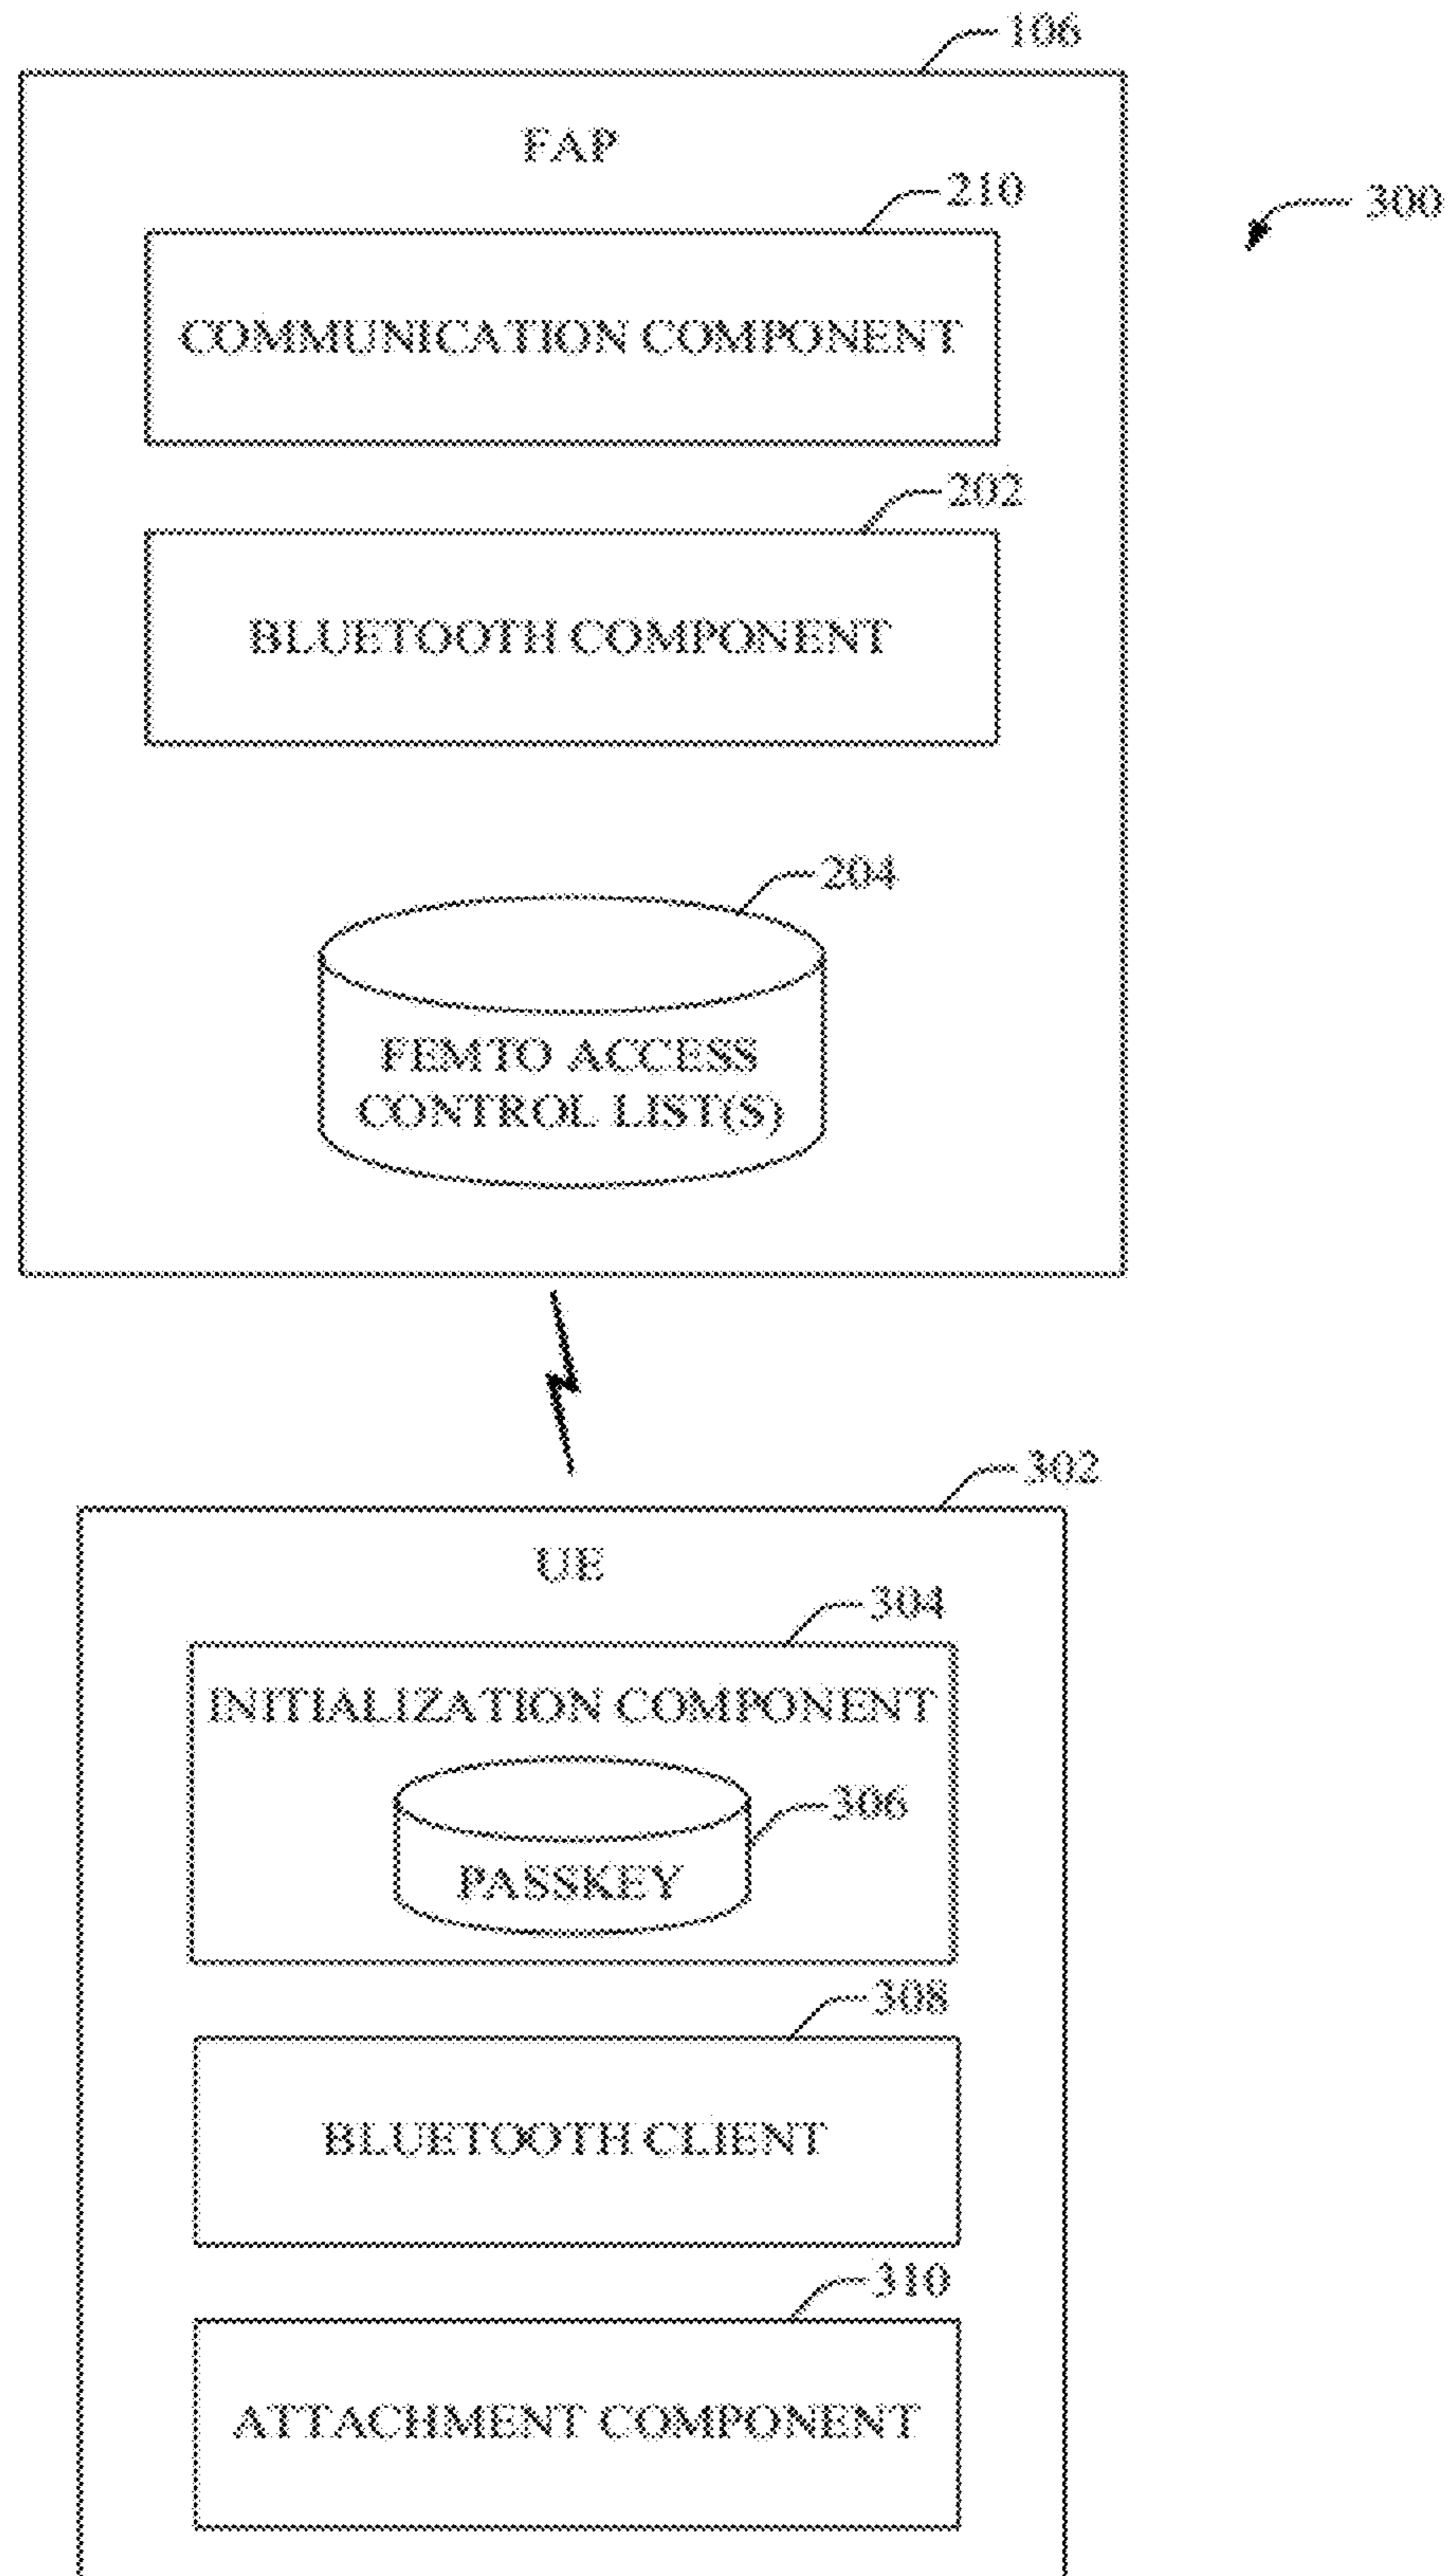 106
FAP
210
300
COMMUNICATION COMPONENT
202
BLUETOOTH COMPONENT
204
FEMTO ACCESS
CONTROL LIST(S)
302
UE
304
INITIALIZATION COMPONENT
306
PASSKEY
308
BLUETOOTH CLIENT
310
ATTACHMENT COMPONENT